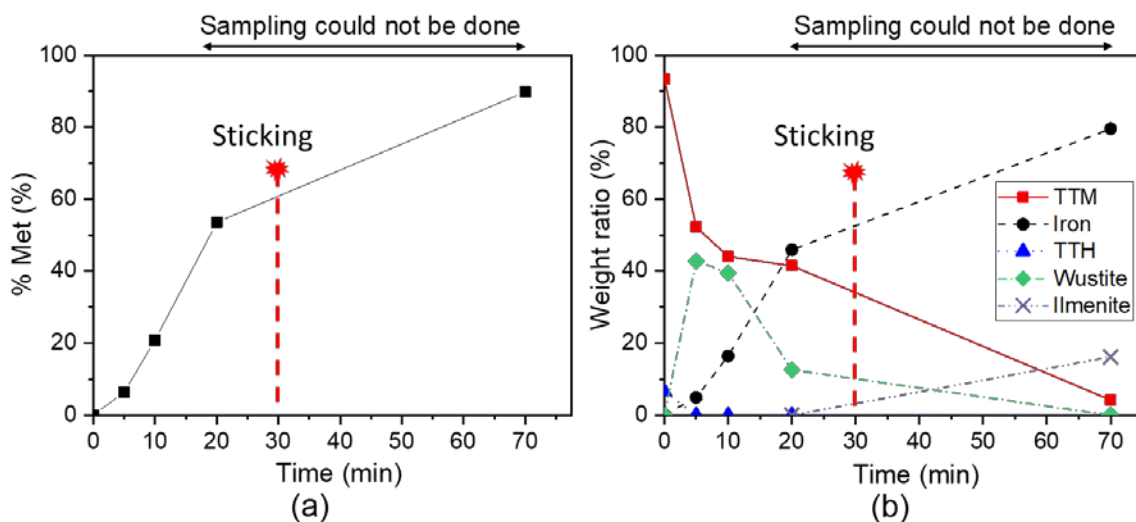 Sampling could not be done
100
80
60
40
20
0
% Met (%)
Sticking
0 10 20 30 40 50 60 70
Time (min)
(a)
Sampling could not be done
100
80
60
40
20
0
Weight ratio (%)
Sticking
TTM
Iron
TTH
Wustite
Ilmenite
0 10 20 30 40 50 60 70
Time (min)
(b)